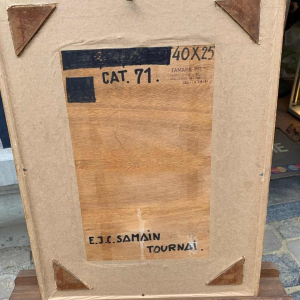 40X25
CAT. 71.
E.J.C. SAMAIN
TOURNAI.